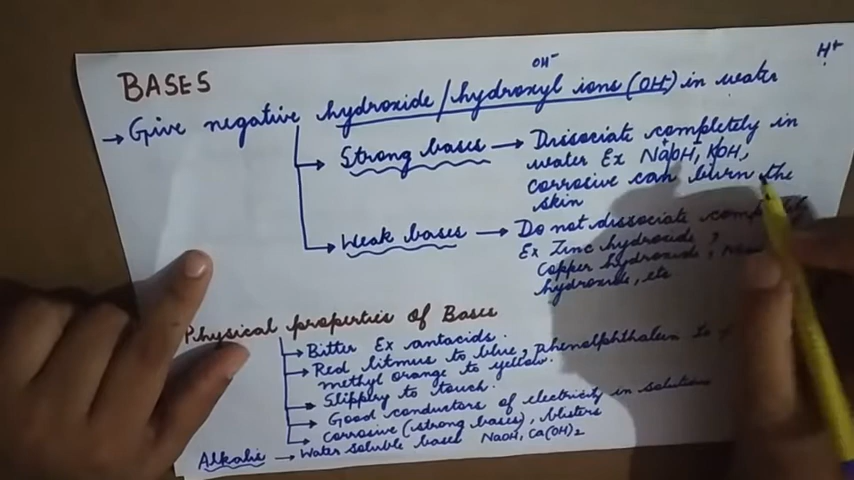 OH⁻
H⁺
BASES
→ Give negative hydroxide/hydroxyl ions (OH⁻) in water
→ Strong bases → Dissociate completely in
water Ex NaOH, KOH,
corrosive can burn the
skin
→ Weak bases → Do not dissociate
Ex Zinc hydroxide,
Copper hydroxide,
hydroxide, etc
Physical properties of Bases
→ Bitter Ex antacids.
→ Red litmus to blue, phenolphthalein to
methyl orange to yellow.
→ Slippery to touch.
→ Good conductors of electricity in solution
→ Corrosive (strong bases), blisters
Alkalis → Water soluble bases NaOH, Ca(OH)₂